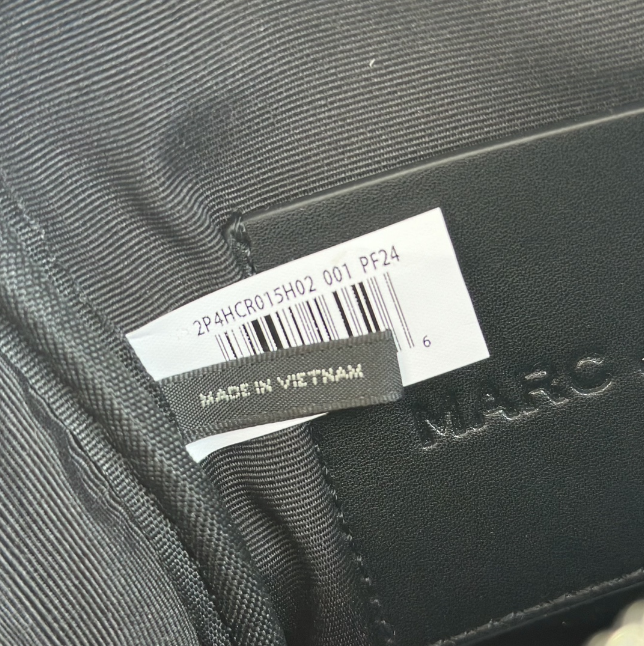 2P4HCR015H02 001 PF24
6
MADE IN VIETNAM
MARC